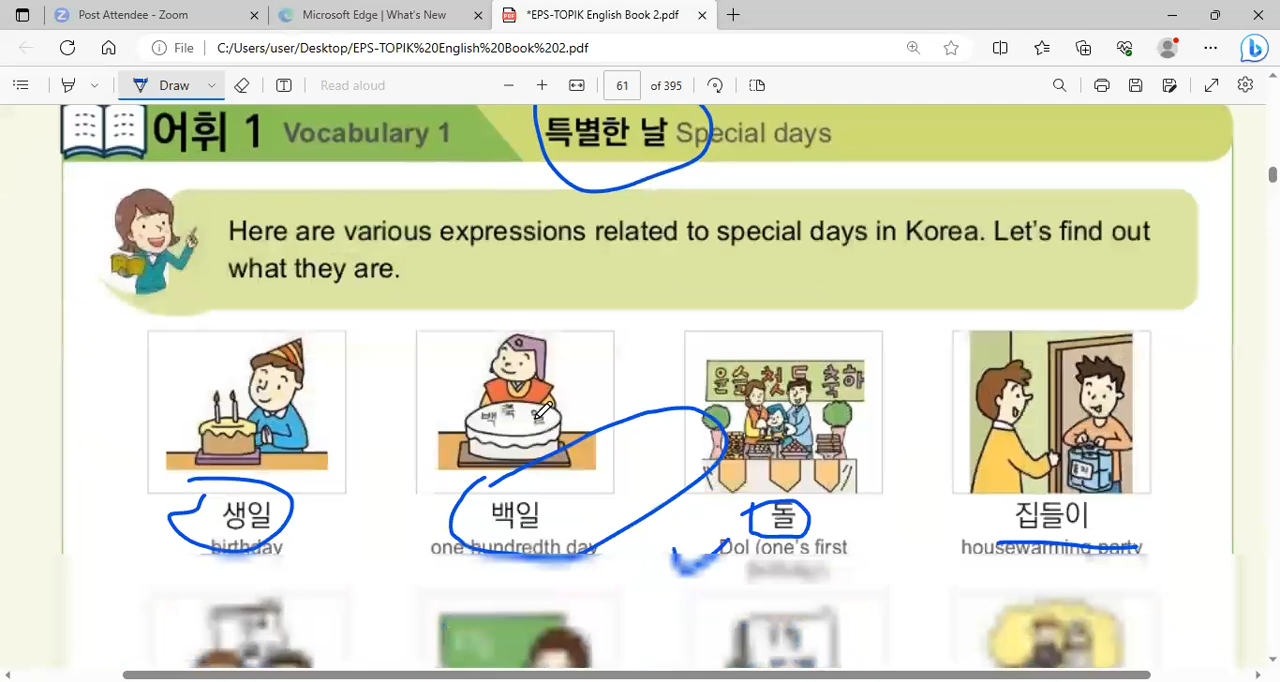 Post Attendee - Zoom
Microsoft Edge | What's New
*EPS-TOPIK English Book 2.pdf
File
C:/Users/user/Desktop/EPS-TOPIK%20English%20Book%202.pdf
Draw
Read aloud
61 of 395
어휘 1 Vocabulary 1 특별한 날 Special days
Here are various expressions related to special days in Korea. Let's find out
what they are.
생일 백일 돌 집들이
birthday one hundredth day Dol (one's first housewarming party